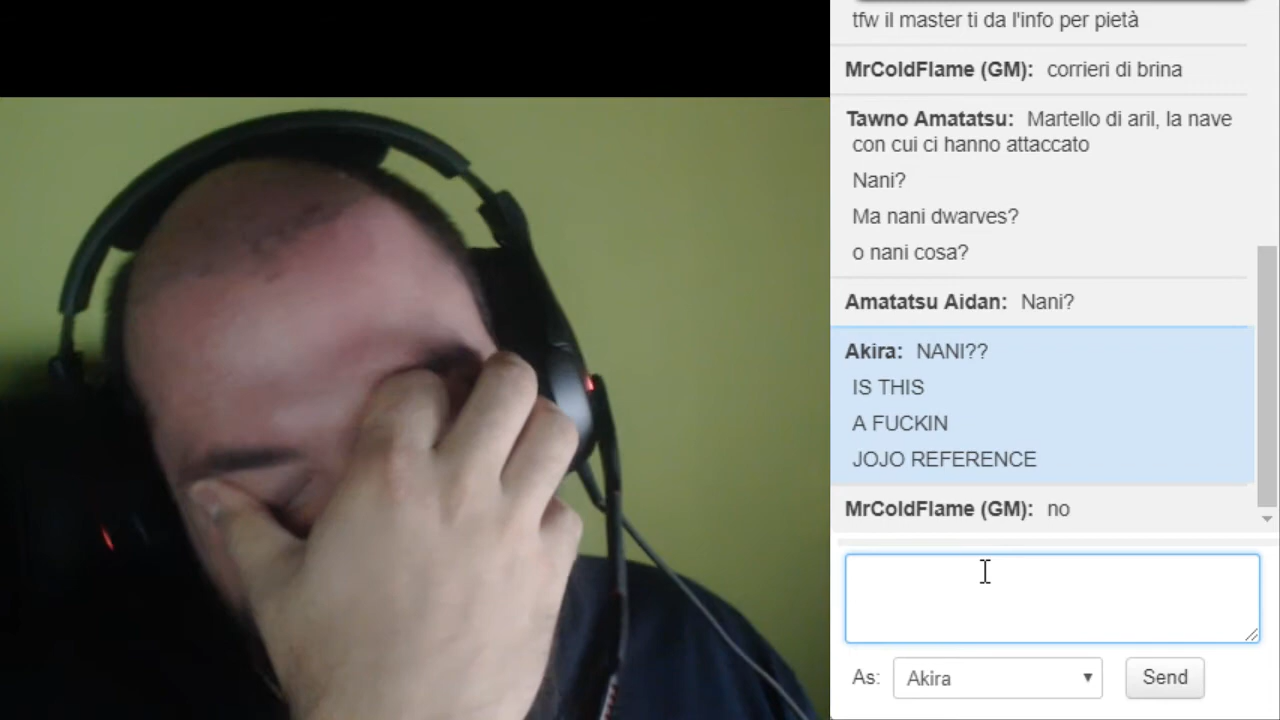 tfw il master ti da l'info per pietà
MrColdFlame (GM): corrieri di brina
Tawno Amatatsu: Martello di aril, la nave
con cui ci hanno attaccato
Nani?
Ma nani dwarves?
o nani cosa?
Amatatsu Aidan: Nani?
Akira: NANI??
IS THIS
A FUCKIN
JOJO REFERENCE
MrColdFlame (GM): no
As: Akira Send